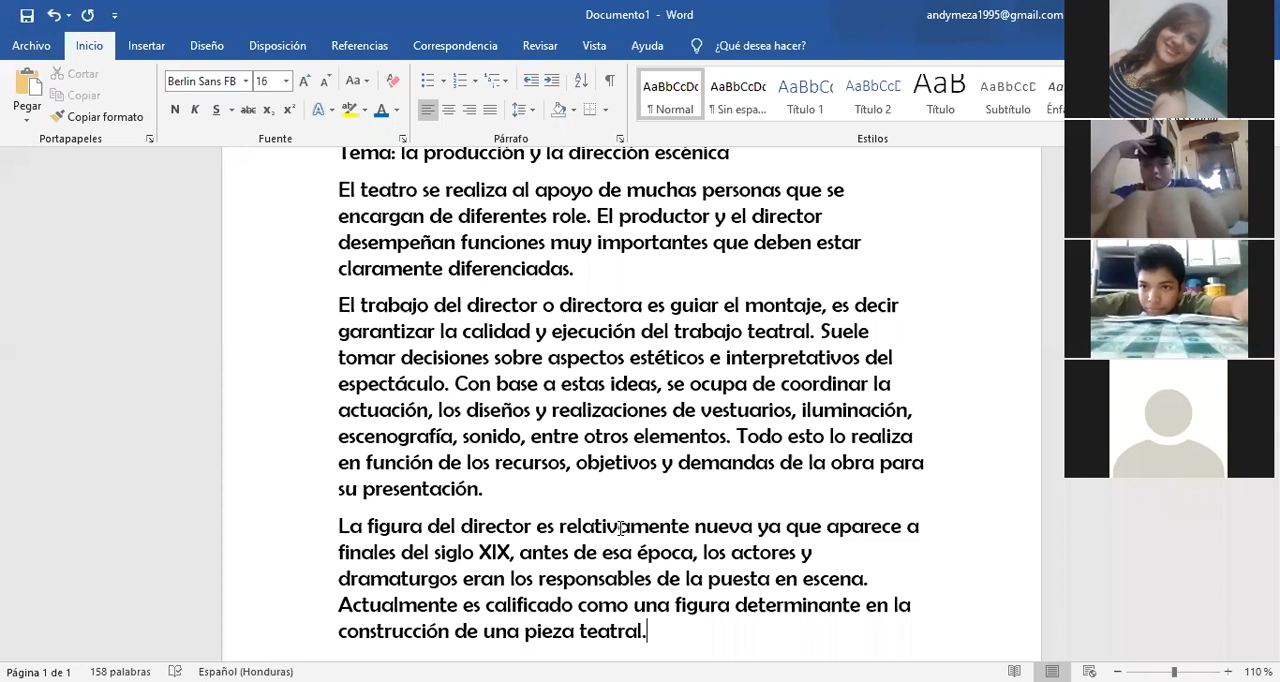 Documento1 - Word
andymeza1995@gmail.com
Archivo Inicio Insertar Diseño Disposición Referencias Correspondencia Revisar Vista Ayuda ¿Qué desea hacer?
Pegar
Cortar
Copiar
Copiar formato
Portapapeles
Berlin Sans FB 16
Aa
N K S abc x₂ x² A A
Fuente
Párrafo
AaBbCcDc AaBbCcDc AaBbCc AaBbCcD AaB AaBbCcD
¶ Normal ¶ Sin espa... Título 1 Título 2 Título Subtítulo
Estilos
Tema: la producción y la dirección escénica
El teatro se realiza al apoyo de muchas personas que se
encargan de diferentes role. El productor y el director
desempeñan funciones muy importantes que deben estar
claramente diferenciadas.
El trabajo del director o directora es guiar el montaje, es decir
garantizar la calidad y ejecución del trabajo teatral. Suele
tomar decisiones sobre aspectos estéticos e interpretativos del
espectáculo. Con base a estas ideas, se ocupa de coordinar la
actuación, los diseños y realizaciones de vestuarios, iluminación,
escenografía, sonido, entre otros elementos. Todo esto lo realiza
en función de los recursos, objetivos y demandas de la obra para
su presentación.
La figura del director es relativamente nueva ya que aparece a
finales del siglo XIX, antes de esa época, los actores y
dramaturgos eran los responsables de la puesta en escena.
Actualmente es calificado como una figura determinante en la
construcción de una pieza teatral.
Página 1 de 1 158 palabras Español (Honduras) 110 %